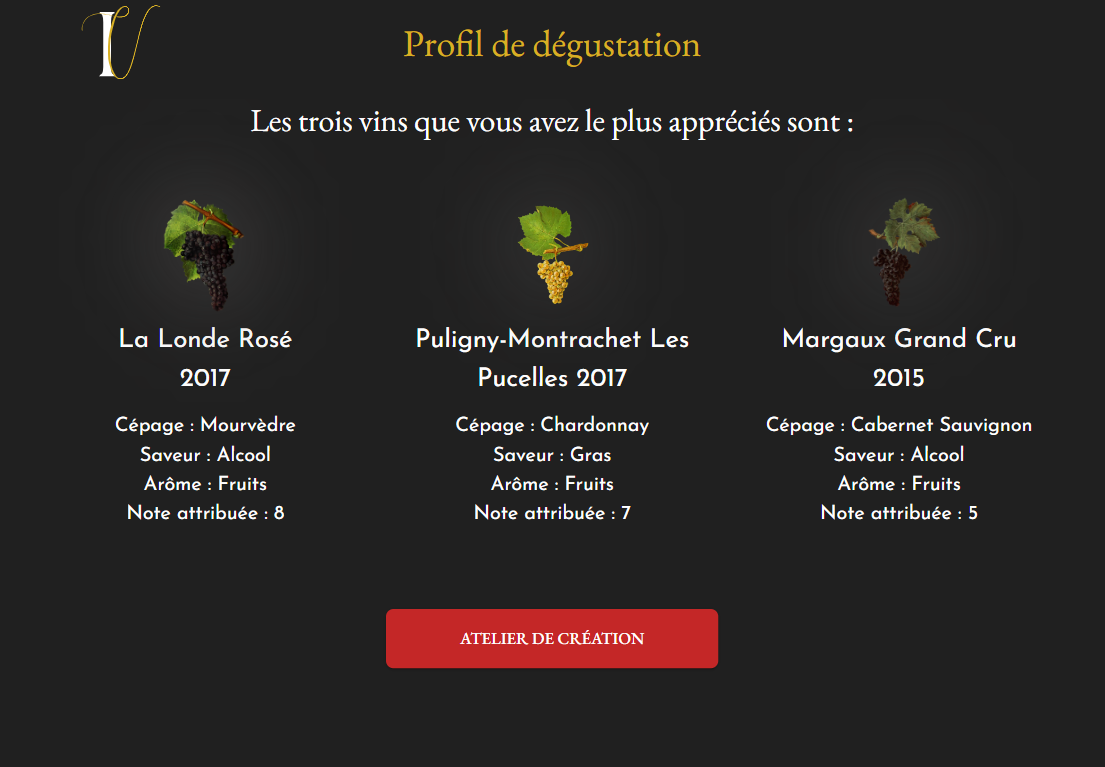 IV
Profil de dégustation
Les trois vins que vous avez le plus appréciés sont :
La Londe Rosé
2017
Cépage : Mourvèdre
Saveur : Alcool
Arôme : Fruits
Note attribuée : 8
Puligny-Montrachet Les
Pucelles 2017
Cépage : Chardonnay
Saveur : Gras
Arôme : Fruits
Note attribuée : 7
Margaux Grand Cru
2015
Cépage : Cabernet Sauvignon
Saveur : Alcool
Arôme : Fruits
Note attribuée : 5
ATELIER DE CRÉATION